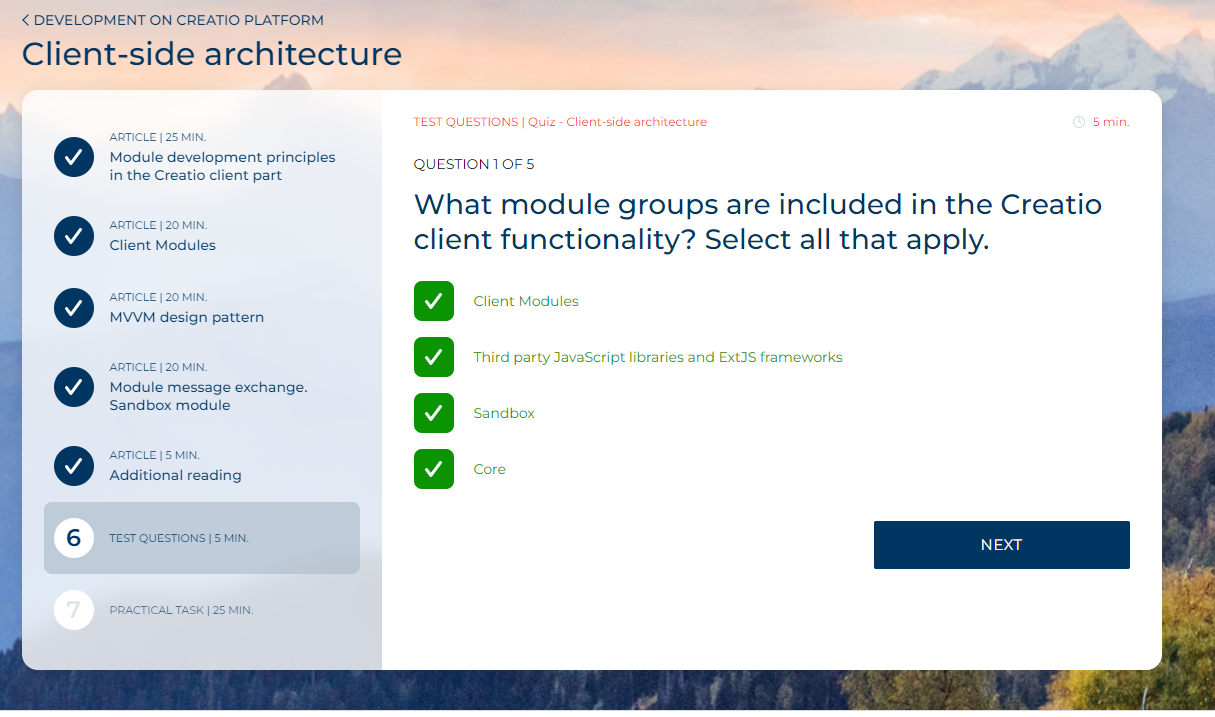 DEVELOPMENT ON CREATIO PLATFORM
Client-side architecture
ARTICLE | 25 MIN.
Module development principles
in the Creatio client part
ARTICLE | 20 MIN.
Client Modules
ARTICLE | 20 MIN.
MVVM design pattern
ARTICLE | 20 MIN.
Module message exchange.
Sandbox module
ARTICLE | 5 MIN.
Additional reading
6
TEST QUESTIONS | 5 MIN.
7
PRACTICAL TASK | 25 MIN.
TEST QUESTIONS | Quiz - Client-side architecture
5 min.
QUESTION 1 OF 5
What module groups are included in the Creatio
client functionality? Select all that apply.
Client Modules
Third party JavaScript libraries and ExtJS frameworks
Sandbox
Core
NEXT